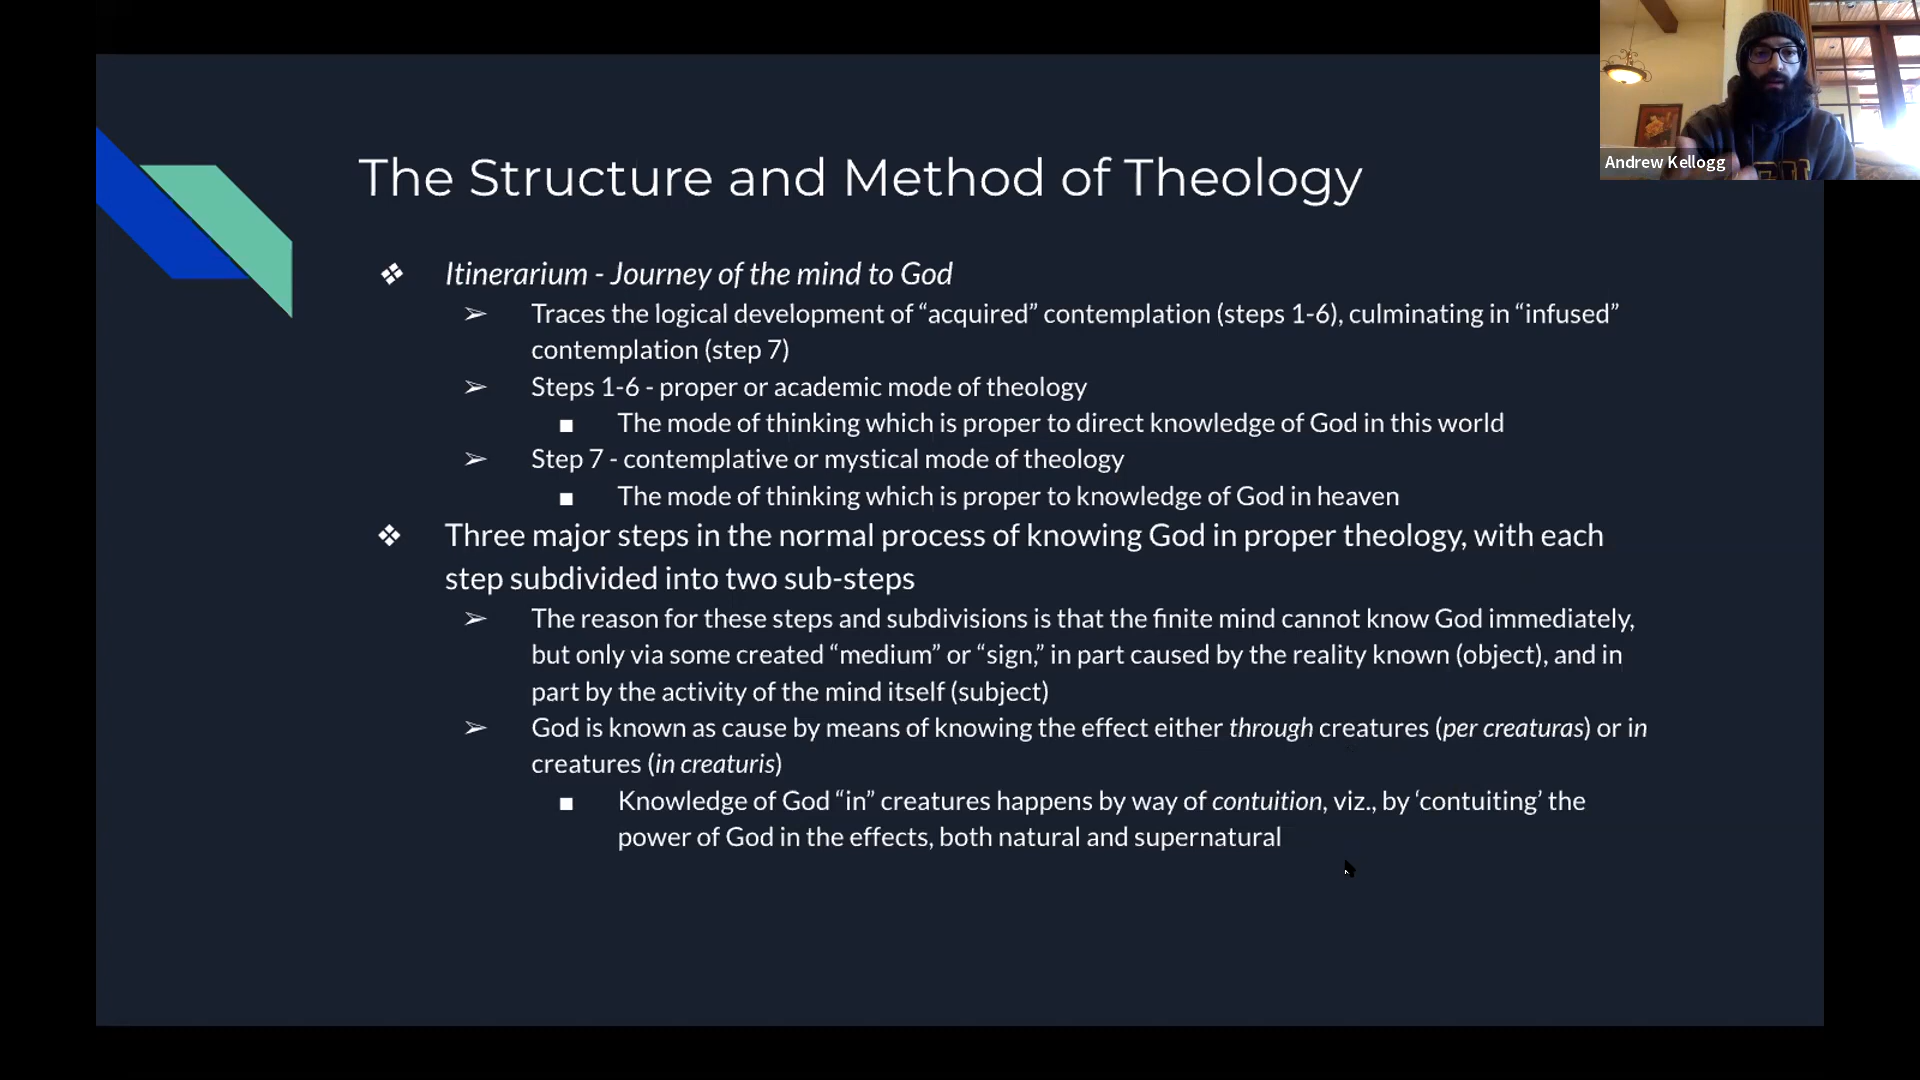 The Structure and Method of Theology
Andrew Kellogg
❖ Itinerarium - Journey of the mind to God
➢ Traces the logical development of “acquired” contemplation (steps 1-6), culminating in “infused”
contemplation (step 7)
➢ Steps 1-6 - proper or academic mode of theology
■ The mode of thinking which is proper to direct knowledge of God in this world
➢ Step 7 - contemplative or mystical mode of theology
■ The mode of thinking which is proper to knowledge of God in heaven
❖ Three major steps in the normal process of knowing God in proper theology, with each
step subdivided into two sub-steps
➢ The reason for these steps and subdivisions is that the finite mind cannot know God immediately,
but only via some created “medium” or “sign,” in part caused by the reality known (object), and in
part by the activity of the mind itself (subject)
➢ God is known as cause by means of knowing the effect either through creatures (per creaturas) or in
creatures (in creaturis)
■ Knowledge of God “in” creatures happens by way of contuition, viz., by ‘contuiting’ the
power of God in the effects, both natural and supernatural